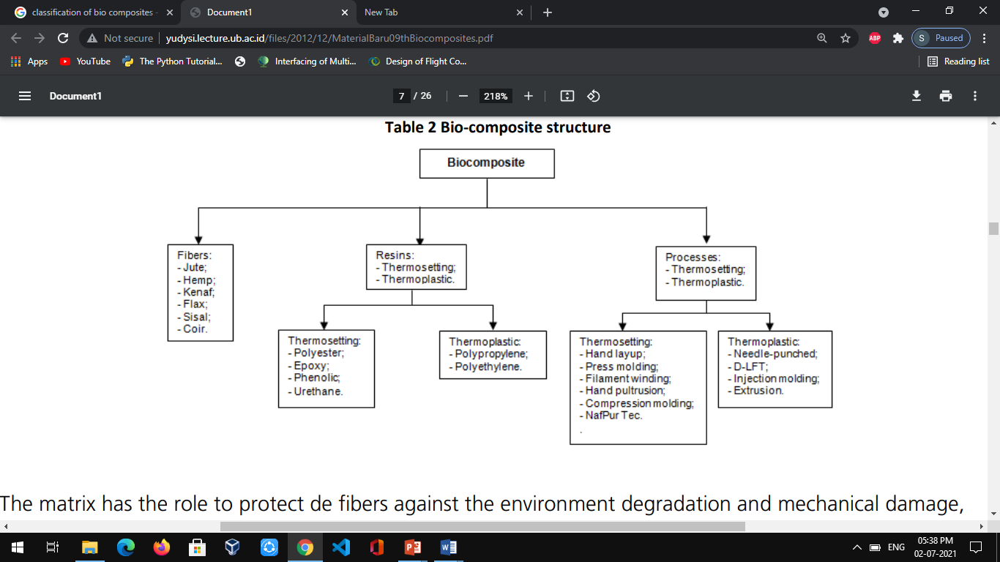 classification of bio composites -
Document1
New Tab
Not secure | yudysi.lecture.ub.ac.id/files/2012/12/MaterialBaru09thBiocomposites.pdf
ABP
S Paused
Apps
YouTube
The Python Tutorial...
Interfacing of Multi...
Design of Flight Co...
Reading list
Document1
7 / 26
218%
Table 2 Bio-composite structure
Biocomposite
Fibers:
- Jute;
- Hemp;
- Kenaf;
- Flax;
- Sisal;
- Coir.
Resins:
- Thermosetting;
- Thermoplastic.
Processes:
- Thermosetting;
- Thermoplastic.
Thermosetting:
- Polyester;
- Epoxy;
- Phenolic;
- Urethane.
Thermoplastic:
- Polypropylene;
- Polyethylene.
Thermosetting:
- Hand layup;
- Press molding;
- Filament winding;
- Hand pultrusion;
- Compression molding;
- NafPur Tec.
.
Thermoplastic:
- Needle-punched;
- D-LFT;
- Injection molding;
- Extrusion.
The matrix has the role to protect de fibers against the environment degradation and mechanical damage,
ENG
05:38 PM
02-07-2021